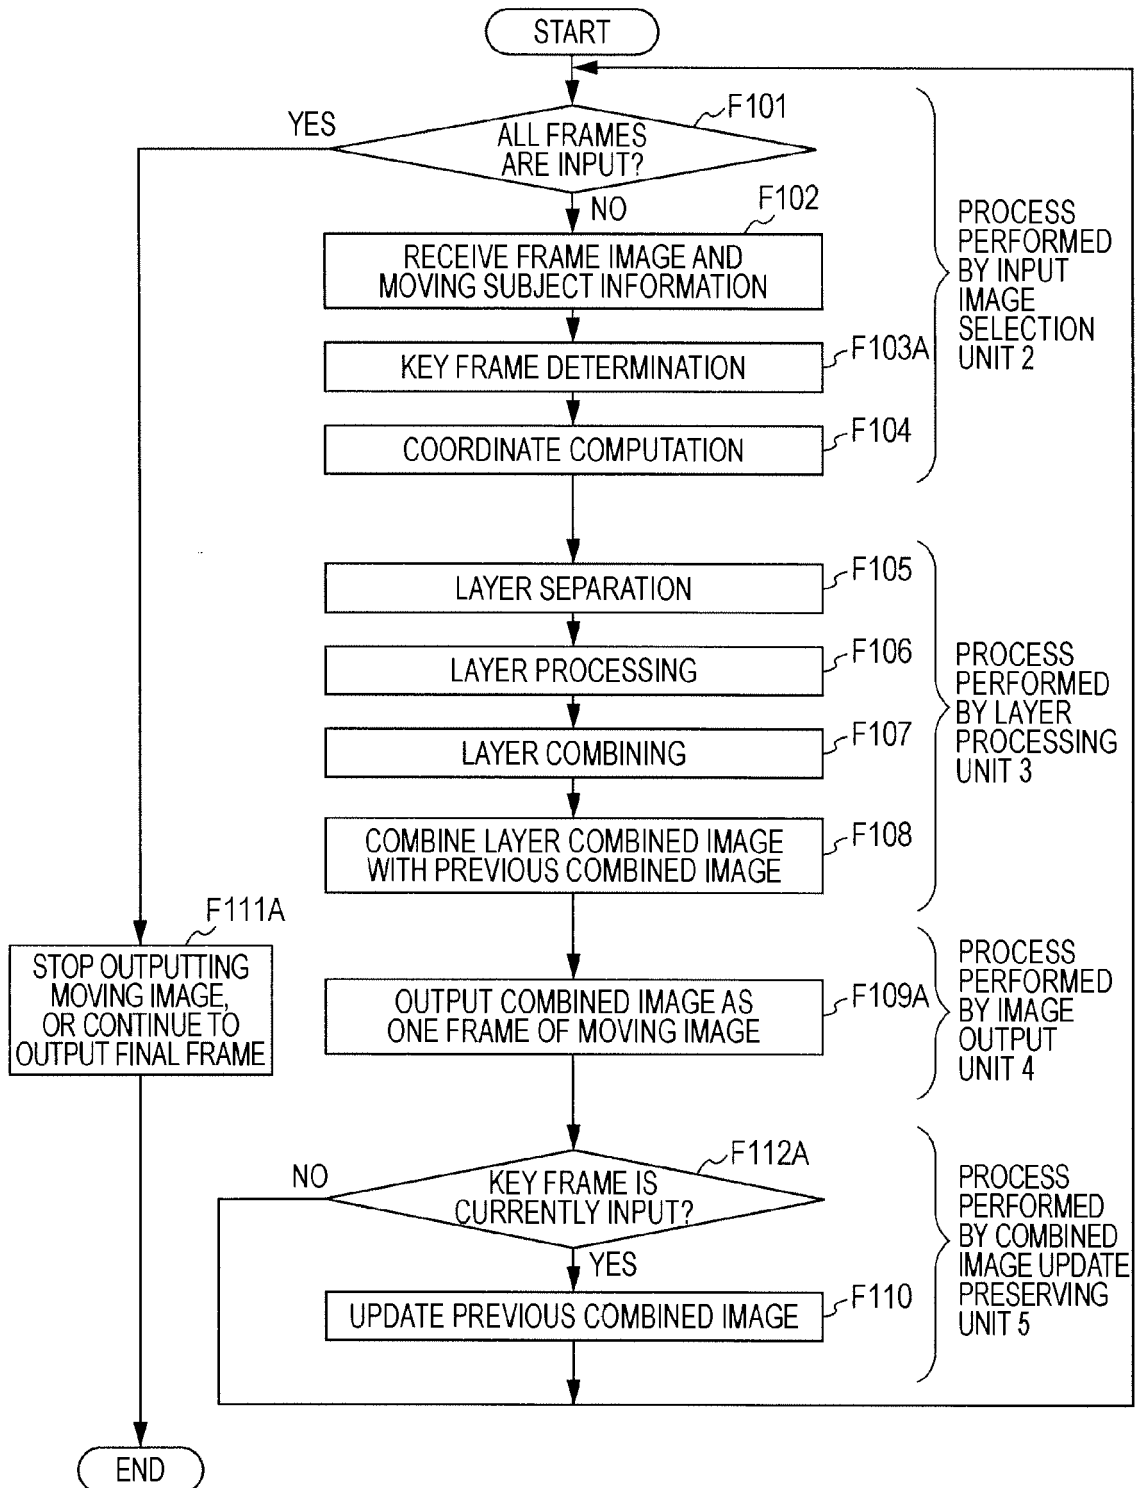 START
F101
YES
ALL FRAMES
ARE INPUT?
NO
F102
RECEIVE FRAME IMAGE AND
MOVING SUBJECT INFORMATION
F103A
KEY FRAME DETERMINATION
F104
COORDINATE COMPUTATION
PROCESS
PERFORMED
BY INPUT
IMAGE
SELECTION
UNIT 2
F105
LAYER SEPARATION
F106
LAYER PROCESSING
F107
LAYER COMBINING
F108
COMBINE LAYER COMBINED IMAGE
WITH PREVIOUS COMBINED IMAGE
PROCESS
PERFORMED
BY LAYER
PROCESSING
UNIT 3
F111A
STOP OUTPUTTING
MOVING IMAGE,
OR CONTINUE TO
OUTPUT FINAL FRAME
F109A
OUTPUT COMBINED IMAGE AS
ONE FRAME OF MOVING IMAGE
PROCESS
PERFORMED
BY IMAGE
OUTPUT
UNIT 4
F112A
NO
KEY FRAME IS
CURRENTLY INPUT?
YES
F110
UPDATE PREVIOUS COMBINED IMAGE
PROCESS
PERFORMED
BY COMBINED
IMAGE UPDATE
PRESERVING
UNIT 5
END